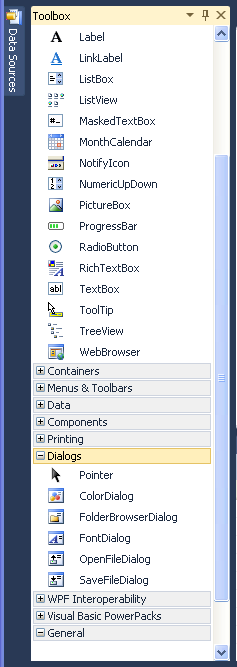 Data Sources
Toolbox
Label
LinkLabel
ListBox
ListView
MaskedTextBox
MonthCalendar
NotifyIcon
NumericUpDown
PictureBox
ProgressBar
RadioButton
RichTextBox
TextBox
ToolTip
TreeView
WebBrowser
Containers
Menus & Toolbars
Data
Components
Printing
Dialogs
Pointer
ColorDialog
FolderBrowserDialog
FontDialog
OpenFileDialog
SaveFileDialog
WPF Interoperability
Visual Basic PowerPacks
General